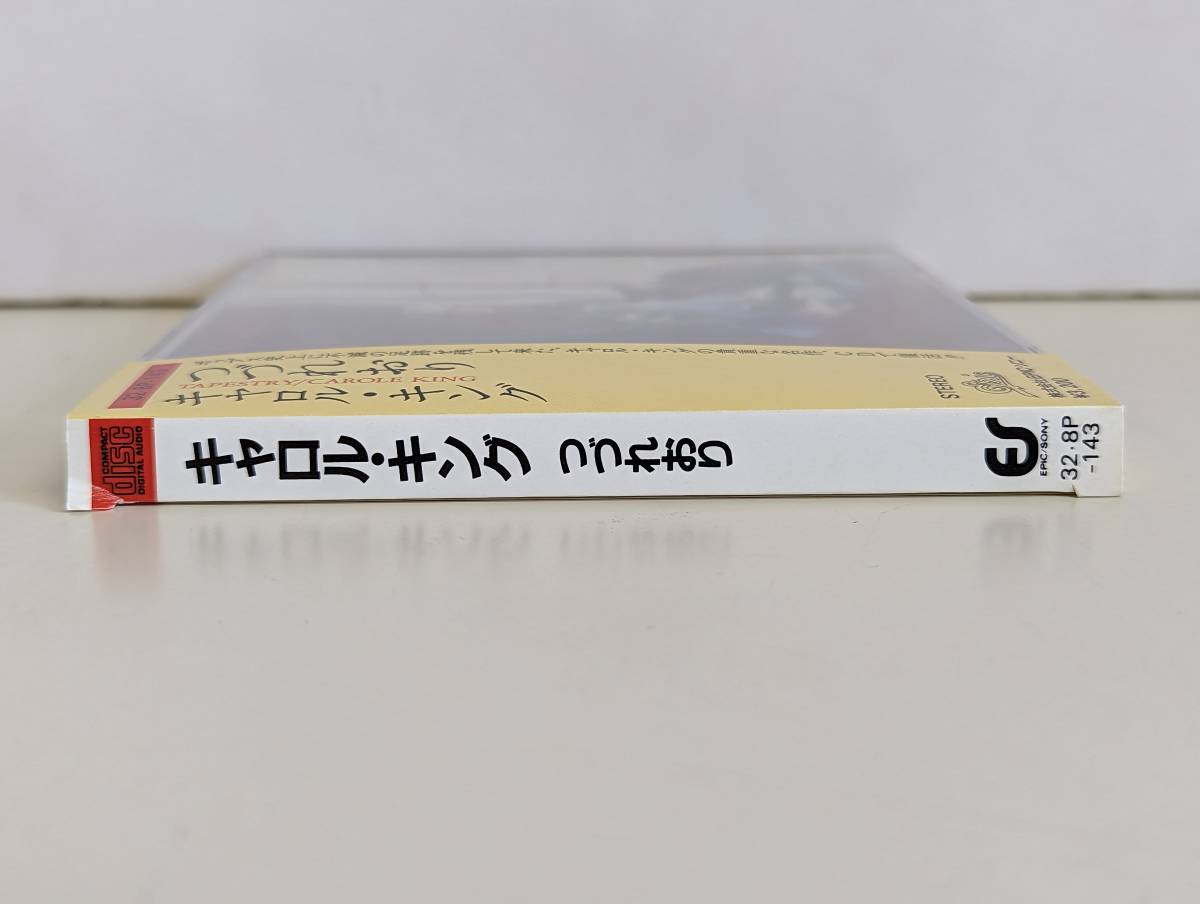 つづれおり
TAPESTRY/CAROLE KING
キャロル・キング
STEREO
COMPACT
disc
DIGITAL AUDIO
キャロル・キング つづれおり
EPIC/SONY
32・8P
-143